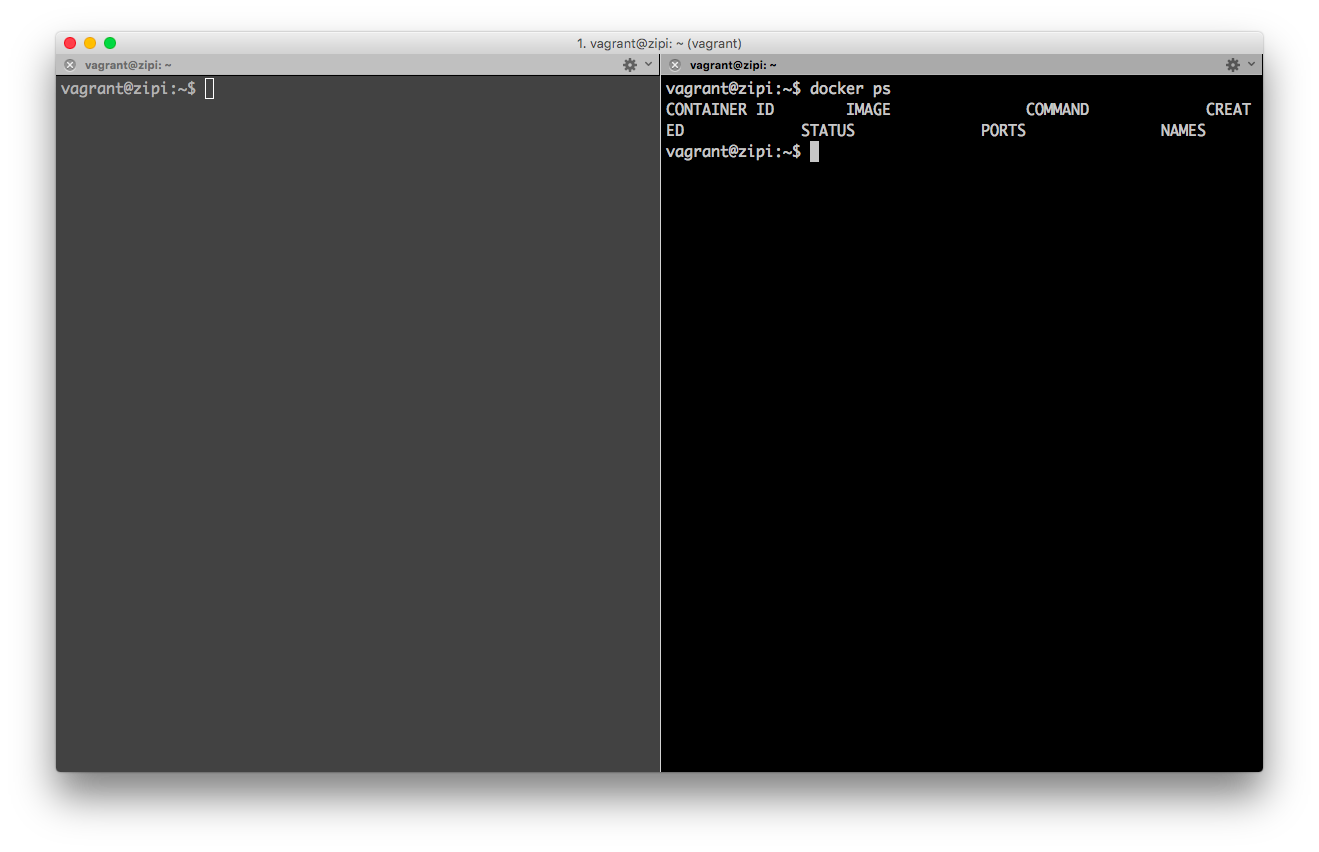 1. vagrant@zipi: ~ (vagrant)
vagrant@zipi: ~
vagrant@zipi:~$
vagrant@zipi: ~
vagrant@zipi:~$ docker ps
CONTAINER ID        IMAGE               COMMAND             CREAT
ED             STATUS              PORTS               NAMES
vagrant@zipi:~$